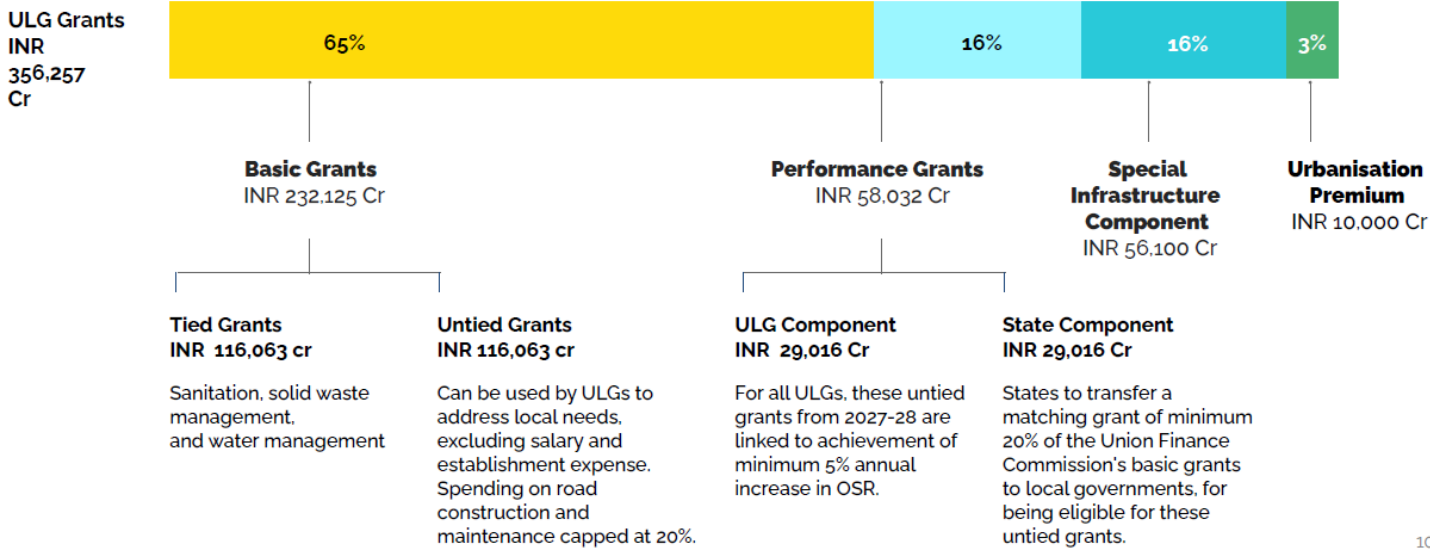 ULG Grants
INR
356,257
Cr
65%
16%
16%
3%
Basic Grants
INR 232,125 Cr
Performance Grants
INR 58,032 Cr
Special
Infrastructure
Component
INR 56,100 Cr
Urbanisation
Premium
INR 10,000 Cr
Tied Grants
INR 116,063 cr
Sanitation, solid waste
management,
and water management
Untied Grants
INR 116,063 cr
Can be used by ULGs to
address local needs,
excluding salary and
establishment expense.
Spending on road
construction and
maintenance capped at 20%.
ULG Component
INR 29,016 Cr
For all ULGs, these untied
grants from 2027-28 are
linked to achievement of
minimum 5% annual
increase in OSR.
State Component
INR 29,016 Cr
States to transfer a
matching grant of minimum
20% of the Union Finance
Commission's basic grants
to local governments, for
being eligible for these
untied grants.
10